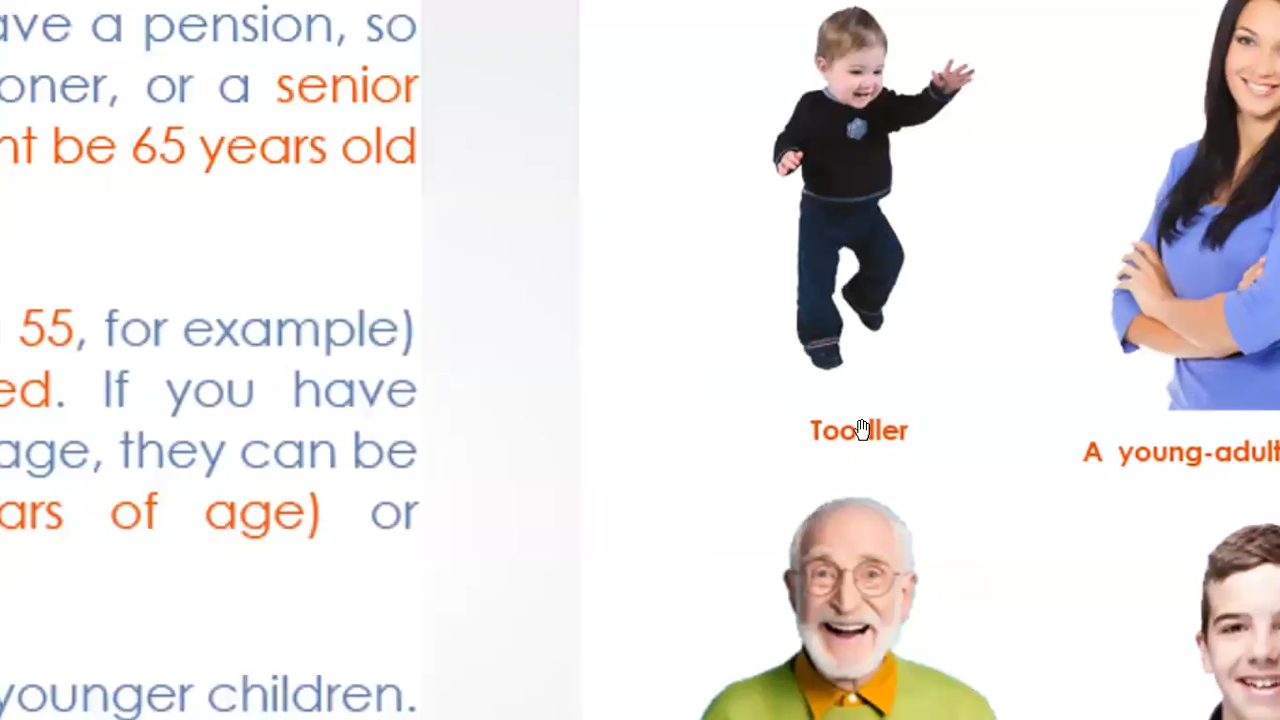 ave a pension, so
oner, or a senior
nt be 65 years old
55, for example)
ed. If you have
age, they can be
ars of age) or
younger children.
Toddler
A young-adult